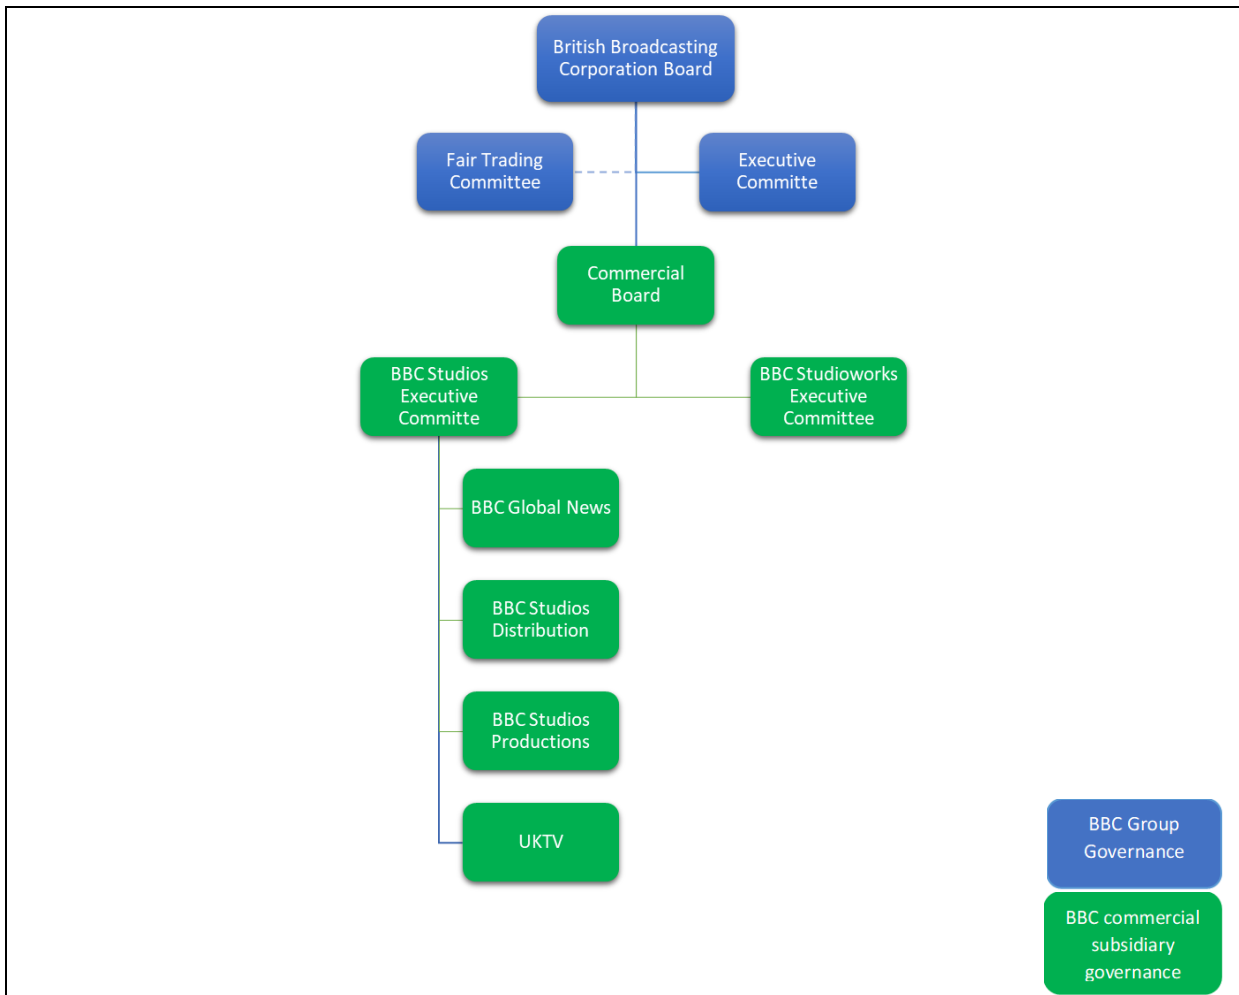 British Broadcasting
Corporation Board
Fair Trading
Committee
Executive
Committe
Commercial
Board
BBC Studios
Executive
Committe
BBC Studioworks
Executive
Committee
BBC Global News
BBC Studios
Distribution
BBC Studios
Productions
UKTV
BBC Group
Governance
BBC commercial
subsidiary
governance